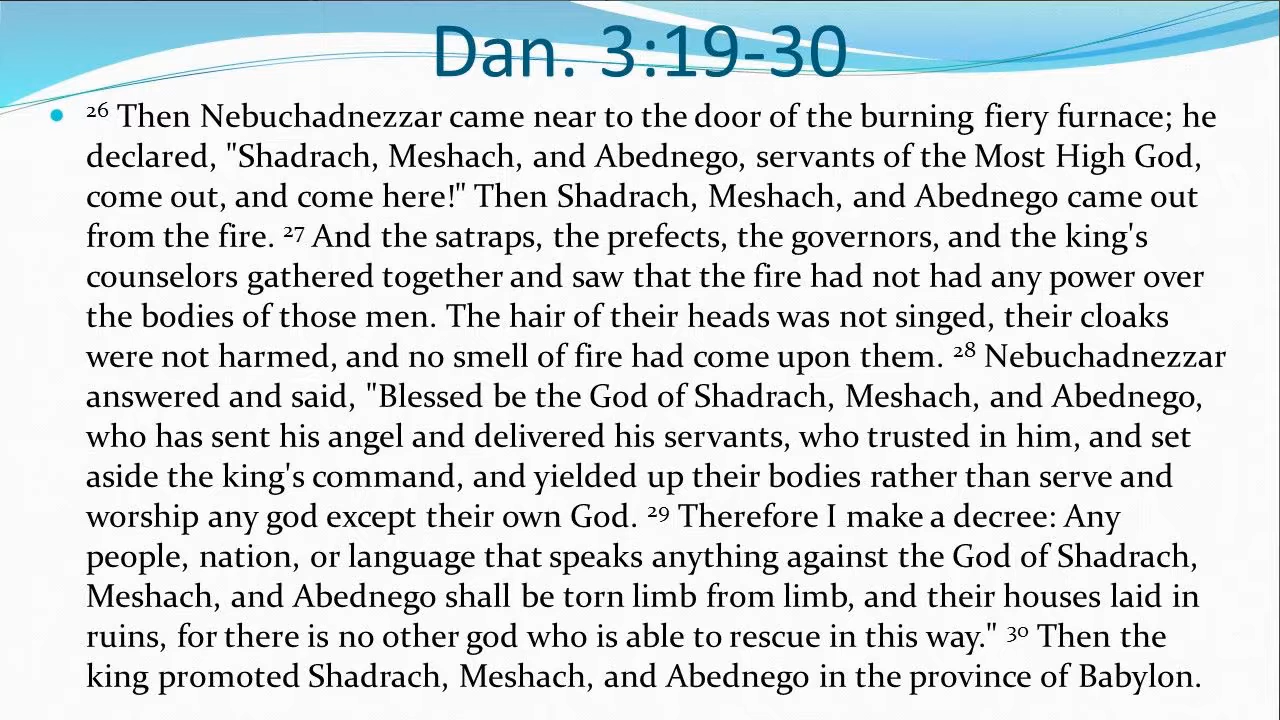 Dan. 3:19-30
• 26 Then Nebuchadnezzar came near to the door of the burning fiery furnace; he
declared, "Shadrach, Meshach, and Abednego, servants of the Most High God,
come out, and come here!" Then Shadrach, Meshach, and Abednego came out
from the fire. 27 And the satraps, the prefects, the governors, and the king's
counselors gathered together and saw that the fire had not had any power over
the bodies of those men. The hair of their heads was not singed, their cloaks
were not harmed, and no smell of fire had come upon them. 28 Nebuchadnezzar
answered and said, "Blessed be the God of Shadrach, Meshach, and Abednego,
who has sent his angel and delivered his servants, who trusted in him, and set
aside the king's command, and yielded up their bodies rather than serve and
worship any god except their own God. 29 Therefore I make a decree: Any
people, nation, or language that speaks anything against the God of Shadrach,
Meshach, and Abednego shall be torn limb from limb, and their houses laid in
ruins, for there is no other god who is able to rescue in this way." 30 Then the
king promoted Shadrach, Meshach, and Abednego in the province of Babylon.